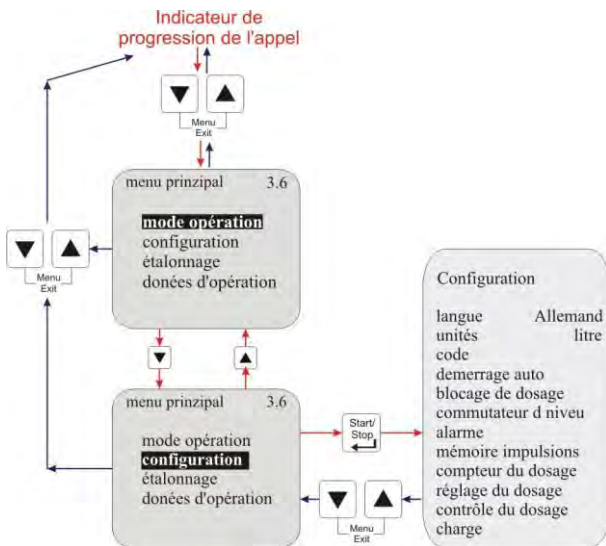 Indicateur de
progression de l'appel
Menu
Exit
menu prinzipal 3.6
mode opération
configuration
étalonnage
donées d'opération
Menu
Exit
menu prinzipal 3.6
mode opération
configuration
étalonnage
donées d'opération
Start/
Stop
Menu
Exit
Configuration
langue Allemand
unités litre
code
demerrage auto
blocage de dosage
commutateur d niveu
alarme
mémoire impulsions
compteur du dosage
réglage du dosage
contrôle du dosage
charge